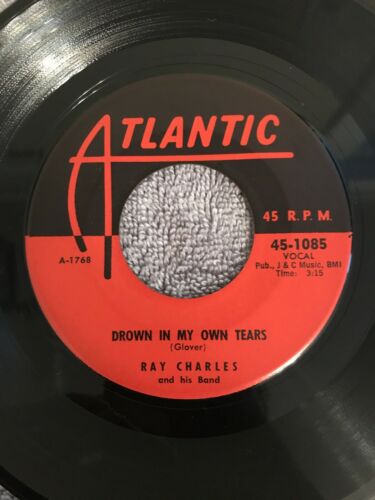 ATLANTIC
45 R.P.M.
A-1768
45-1085
VOCAL
Pub., J & C Music, BMI
Time: 3:15
DROWN IN MY OWN TEARS
(Glover)
RAY CHARLES
and his Band